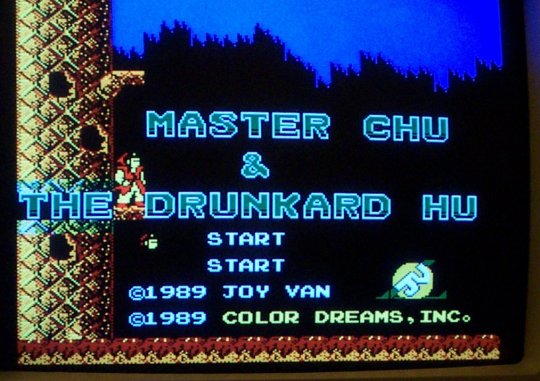 MASTER CHU
&
THE DRUNKARD HU
START
START
©1989 JOY VAN
©1989 COLOR DREAMS,INC.